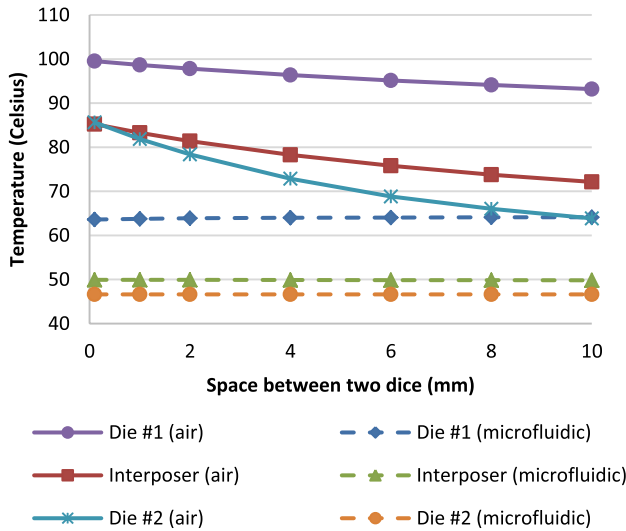 110
100
90
80
70
60
50
40
Temperature (Celsius)
0 2 4 6 8 10
Space between two dice (mm)
Die #1 (air)
Die #1 (microfluidic)
Interposer (air)
Interposer (microfluidic)
Die #2 (air)
Die #2 (microfluidic)